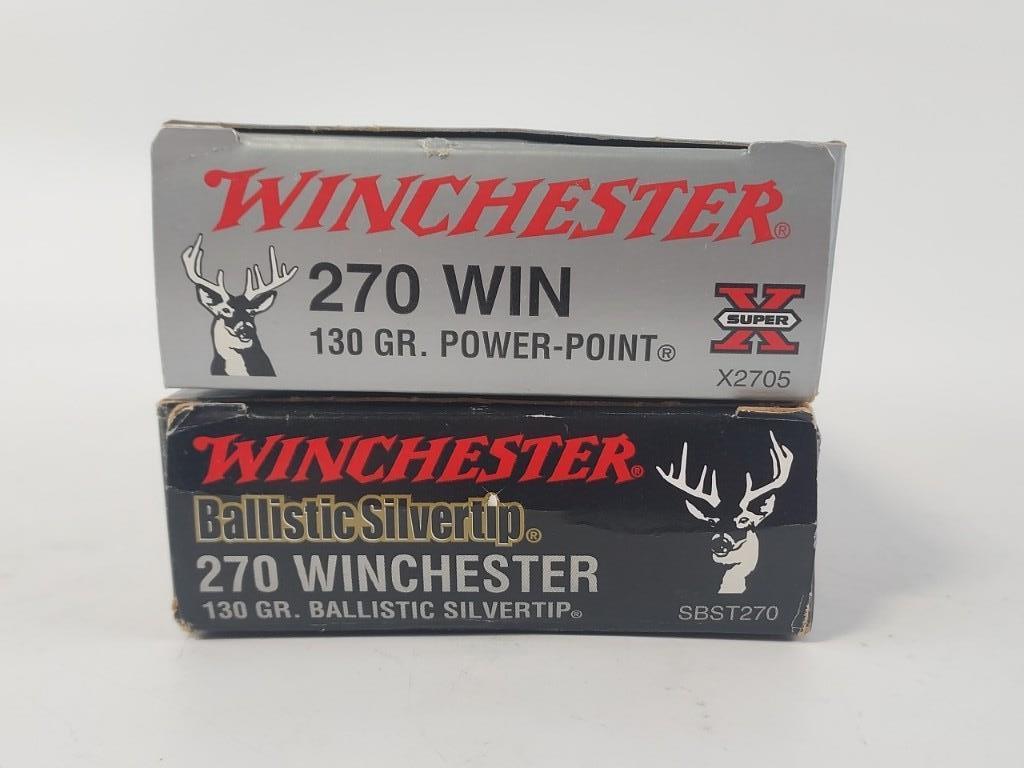 WINCHESTER®
270 WIN
130 GR. POWER-POINT®
X SUPER
X2705
WINCHESTER®
Ballistic Silvertip®
270 WINCHESTER
130 GR. BALLISTIC SILVERTIP®
SBST270